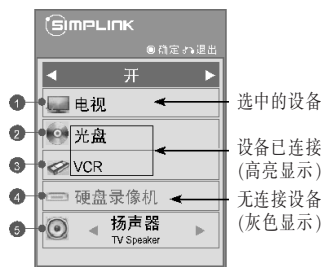 SIMPLINK
◉确定 退出
◀ 开 ▶
1 电视
选中的设备
2 光盘
3 VCR
设备已连接
(高亮显示)
4 硬盘录像机
无连接设备
(灰色显示)
5 ◀ 扬声器 ▶
TV Speaker